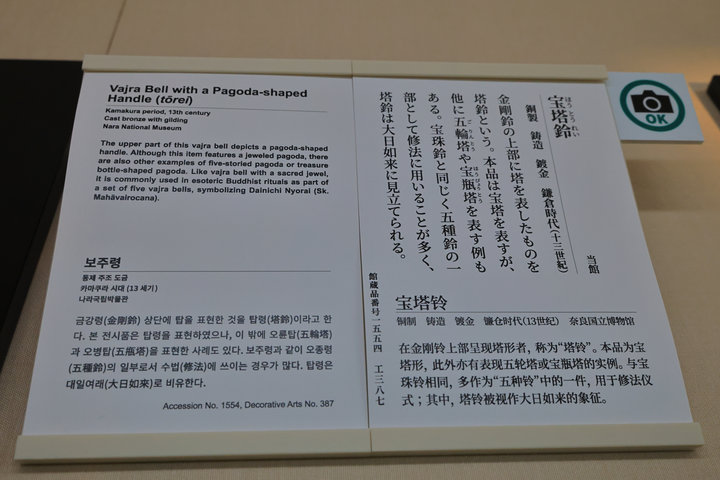 Vajra Bell with a Pagoda-shaped
Handle (tōrei)
Kamakura period, 13th century
Cast bronze with gilding
Nara National Museum
The upper part of this vajra bell depicts a pagoda-shaped
handle. Although this item features a jeweled pagoda, there
are also other examples of five-storied pagoda or treasure
bottle-shaped pagoda. Like vajra bell with a sacred jewel,
it is commonly used in esoteric Buddhist rituals as part of
a set of five vajra bells, symbolizing Dainichi Nyorai (Sk.
Mahāvairocana).
보주령
동제 주조 도금
카마쿠라 시대 (13 세기)
나라국립박물관
금강령(金剛鈴) 상단에 탑을 표현한 것을 탑령(塔鈴)이라고 한
다. 본 전시품은 탑령을 표현하였으나, 이 밖에 오륜탑(五輪塔)
과 오병탑(五瓶塔)을 표현한 사례도 있다. 보주령과 같이 오종령
(五種鈴)의 일부로서 수법(修法)에 쓰이는 경우가 많다. 탑령은
대일여래(大日如來)로 비유한다.
Accession No. 1554, Decorative Arts No. 387
宝塔鈴
ほうとうれい
銅製 鋳造 鍍金 鎌倉時代(十三世紀)
当館
金剛鈴の上部に塔を表したものを
塔鈴という。本品は宝塔を表すが、
他に五輪塔や宝瓶塔を表す例も
ごりんとう
ほうびょうとう
ある。宝珠鈴と同じく五種鈴の一
部として修法に用いることが多く、
塔鈴は大日如来に見立てられる。
館蔵品番号一五五四 工三八七
宝塔铃
铜制 铸造 镀金 镰仓时代(13世纪) 奈良国立博物馆
在金刚铃上部呈现塔形者，称为“塔铃”。本品为宝
塔形，此外亦有表现五轮塔或宝瓶塔的实例。与宝
珠铃相同，多作为“五种铃”中的一件，用于修法仪
式；其中，塔铃被视作大日如来的象征。
OK